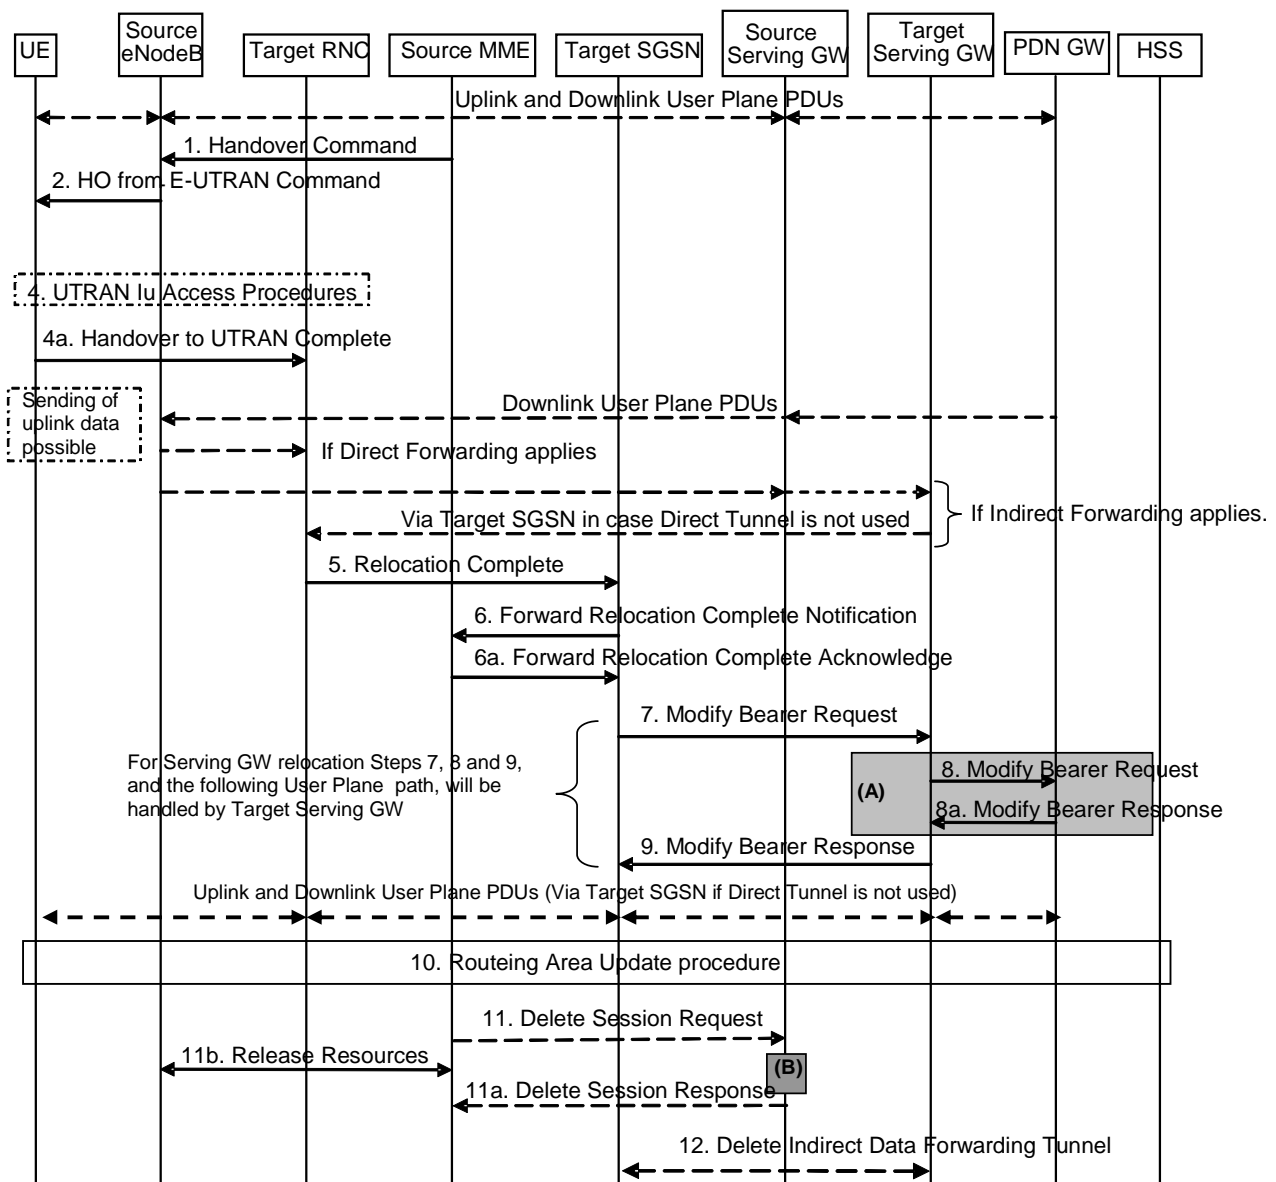 UE
Source
eNodeB
Target RNC
Source MME
Target SGSN
Source
Serving GW
Target
Serving GW
PDN GW
HSS
Uplink and Downlink User Plane PDUs
1. Handover Command
2. HO from E-UTRAN Command
4. UTRAN Iu Access Procedures
4a. Handover to UTRAN Complete
Sending of
uplink data
possible
Downlink User Plane PDUs
If Direct Forwarding applies
Via Target SGSN in case Direct Tunnel is not used
If Indirect Forwarding applies.
5. Relocation Complete
6. Forward Relocation Complete Notification
6a. Forward Relocation Complete Acknowledge
7. Modify Bearer Request
For Serving GW relocation Steps 7, 8 and 9,
and the following User Plane path, will be
handled by Target Serving GW
(A)
8. Modify Bearer Request
8a. Modify Bearer Response
9. Modify Bearer Response
Uplink and Downlink User Plane PDUs (Via Target SGSN if Direct Tunnel is not used)
10. Routeing Area Update procedure
11. Delete Session Request
11b. Release Resources
(B)
11a. Delete Session Response
12. Delete Indirect Data Forwarding Tunnel